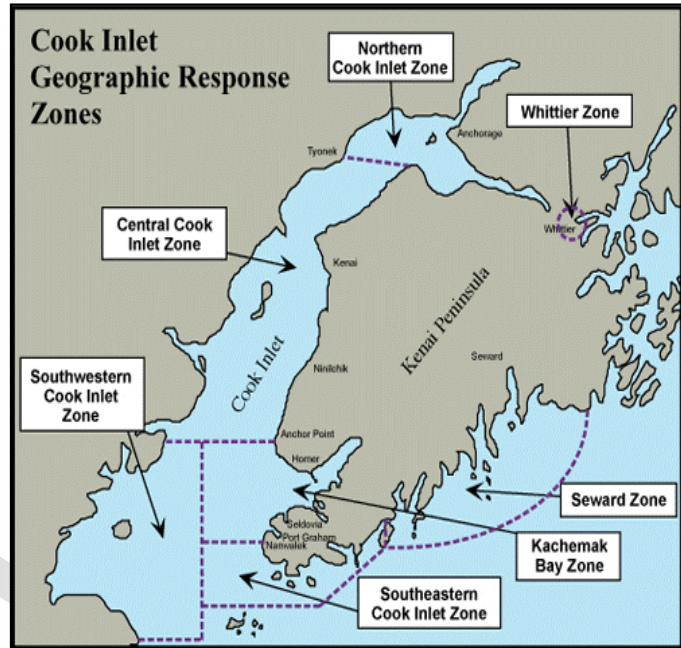 Cook Inlet
Geographic Response
Zones
Northern
Cook Inlet Zone
Whittier Zone
Anchorage
Tyonek
Whittier
Central Cook
Inlet Zone
Kenai
Kenai Peninsula
Cook Inlet
Ninilchik
Seward
Southwestern
Cook Inlet
Zone
Anchor Point
Homer
Seward Zone
Seldovia
Port Graham
Nanwalek
Kachemak
Bay Zone
Southeastern
Cook Inlet Zone